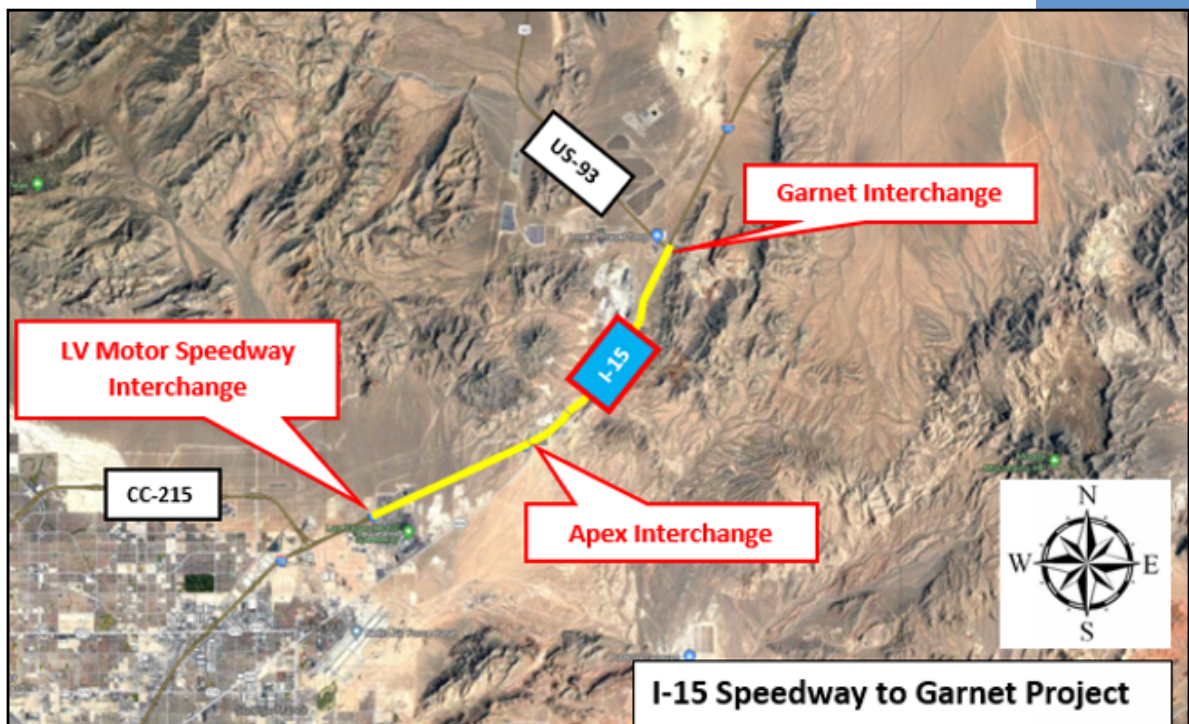 US-93
Garnet Interchange
LV Motor Speedway
Interchange
I-15
CC-215
Apex Interchange
N
W
E
S
I-15 Speedway to Garnet Project